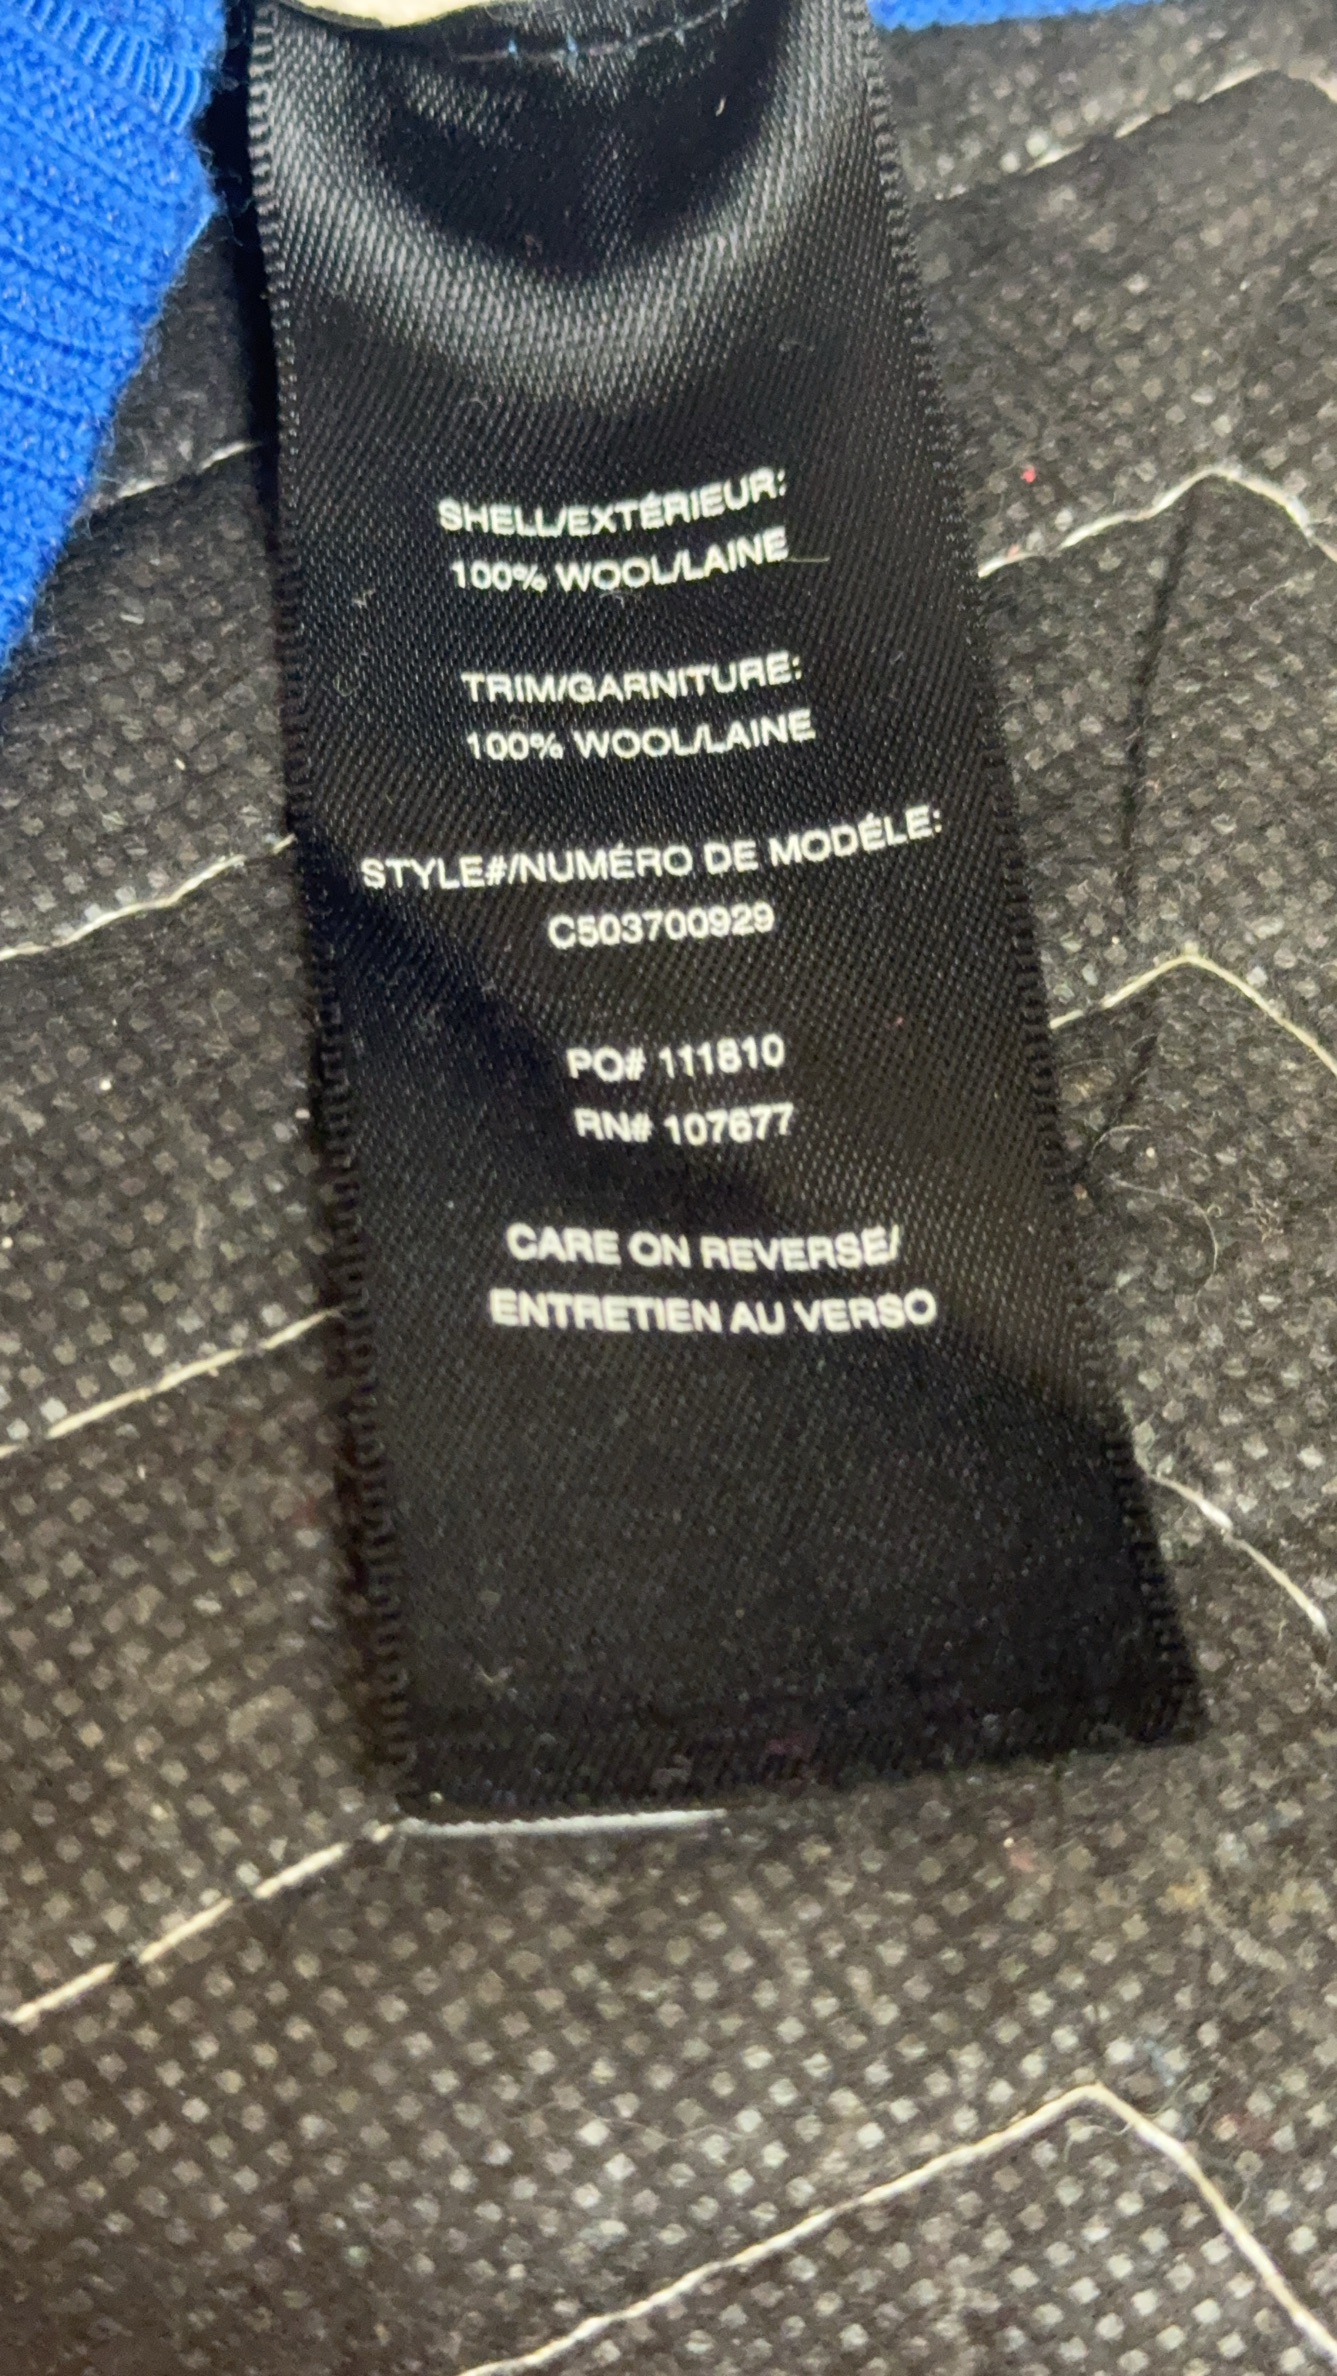 SHELL/EXTÉRIEUR:
100% WOOL/LAINE
TRIM/GARNITURE:
100% WOOL/LAINE
STYLE#/NUMÉRO DE MODÉLE:
C503700929
PO# 111810
RN# 107677
CARE ON REVERSE/
ENTRETIEN AU VERSO